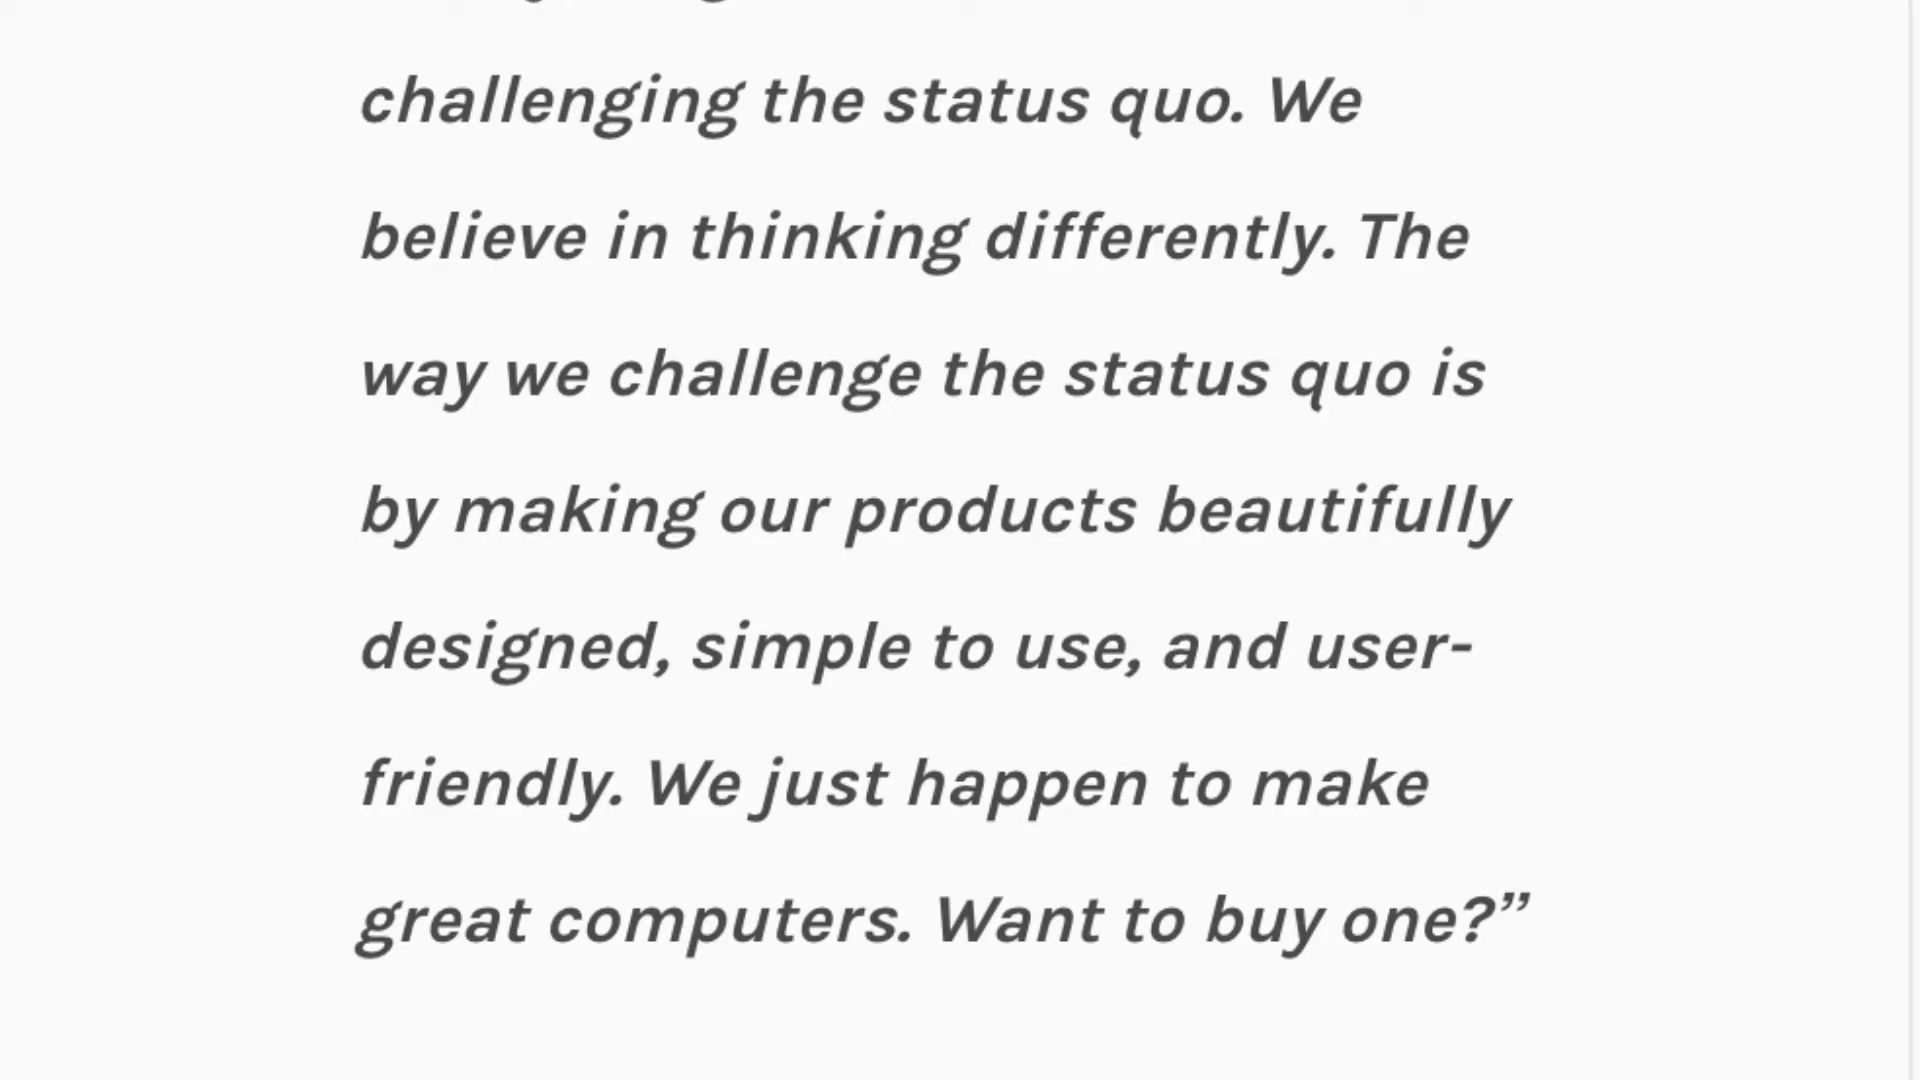 challenging the status quo. We
believe in thinking differently. The
way we challenge the status quo is
by making our products beautifully
designed, simple to use, and user-
friendly. We just happen to make
great computers. Want to buy one?”